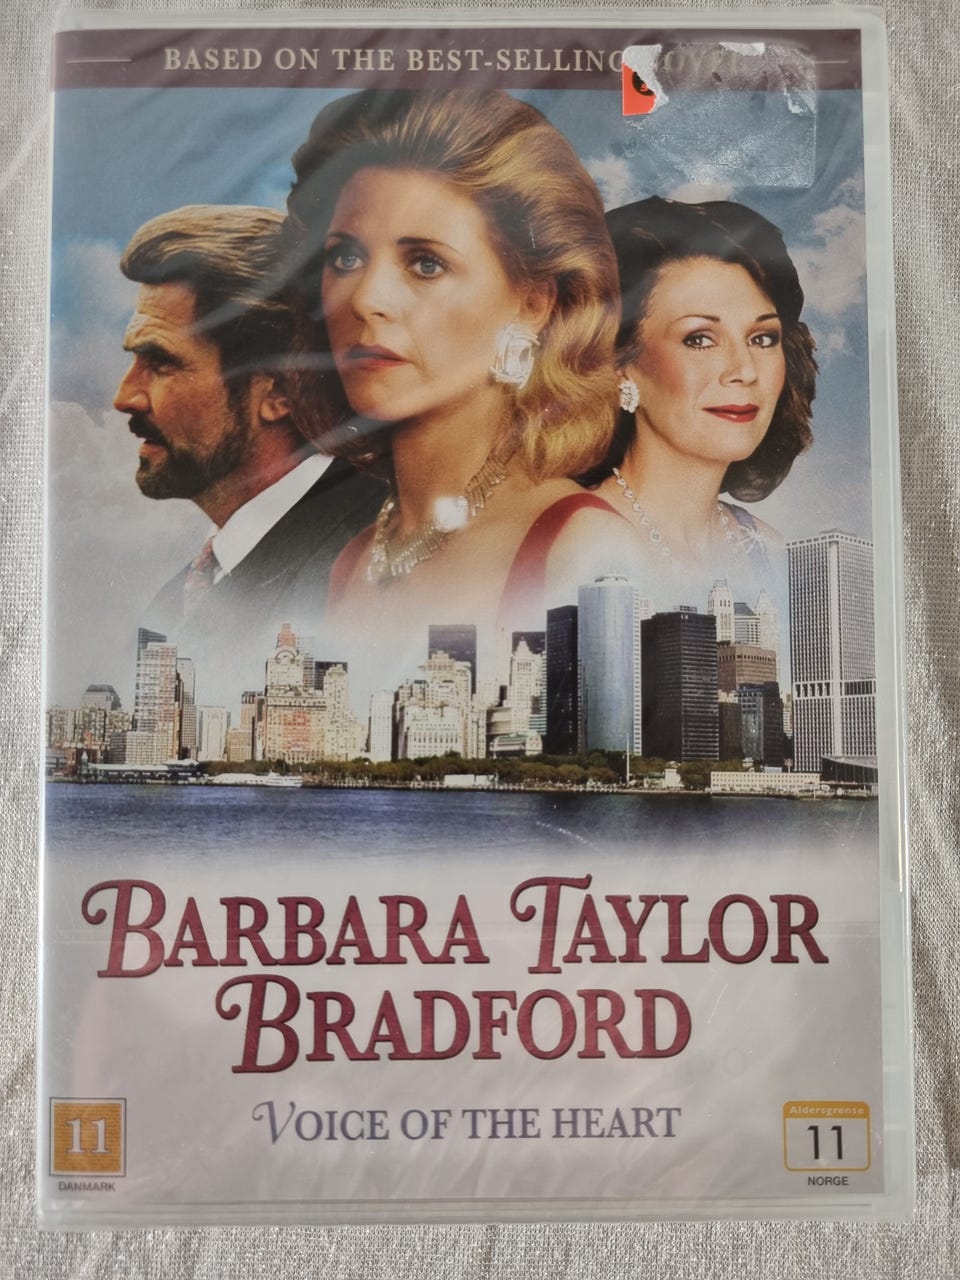 BASED ON THE BEST-SELLING
BARBARA TAYLOR
BRADFORD
VOICE OF THE HEART
11
DANMARK
Aldersgrense
11
NORGE